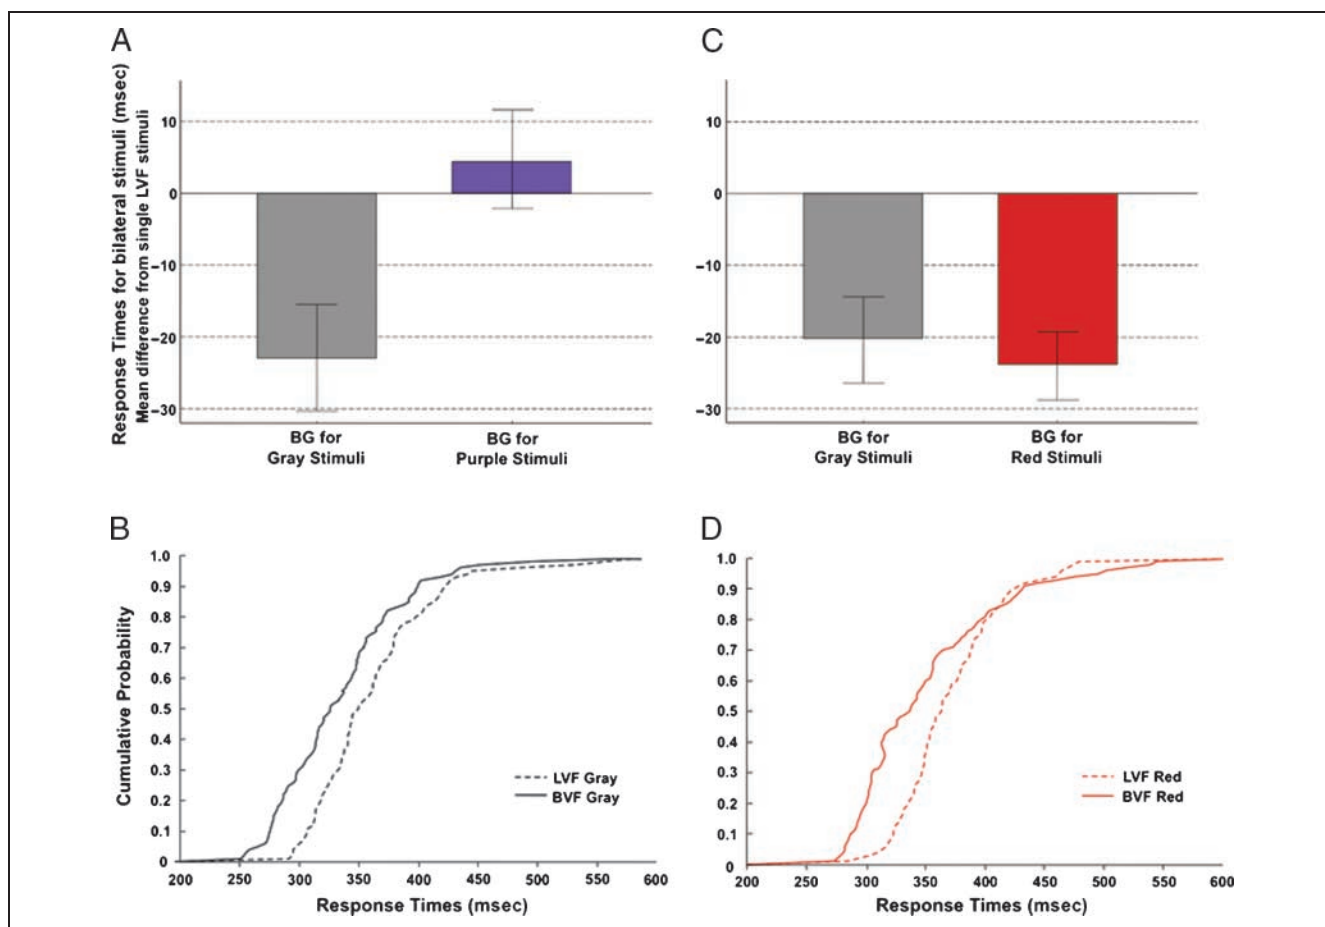 A
Response Times for bilateral stimuli (msec)
Mean difference from single LVF stimuli
10
0
−10
−20
−30
BG for
Gray Stimuli
BG for
Purple Stimuli
C
10
0
−10
−20
−30
BG for
Gray Stimuli
BG for
Red Stimuli
B
Cumulative Probability
1.0
0.9
0.8
0.7
0.6
0.5
0.4
0.3
0.2
0.1
0
LVF Gray
BVF Gray
200 250 300 350 400 450 500 550 600
Response Times (msec)
D
1.0
0.9
0.8
0.7
0.6
0.5
0.4
0.3
0.2
0.1
0
LVF Red
BVF Red
200 250 300 350 400 450 500 550 600
Response Times (msec)